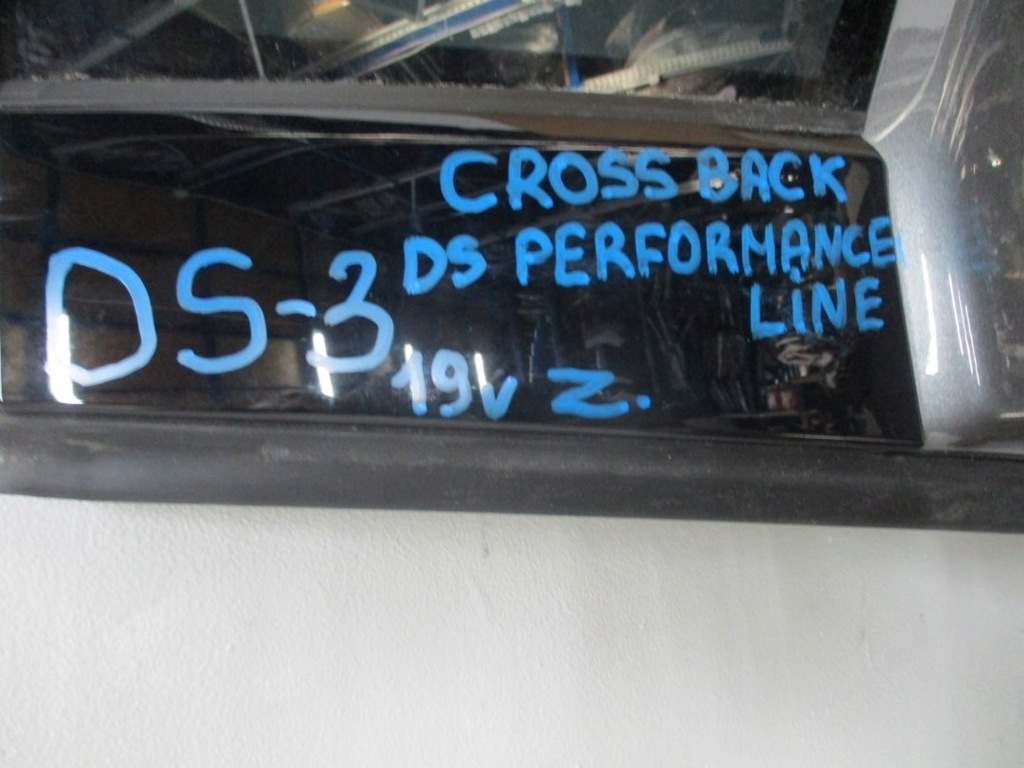 CROSS BACK
DS-3 DS PERFORMANCE
LINE
19v Z.